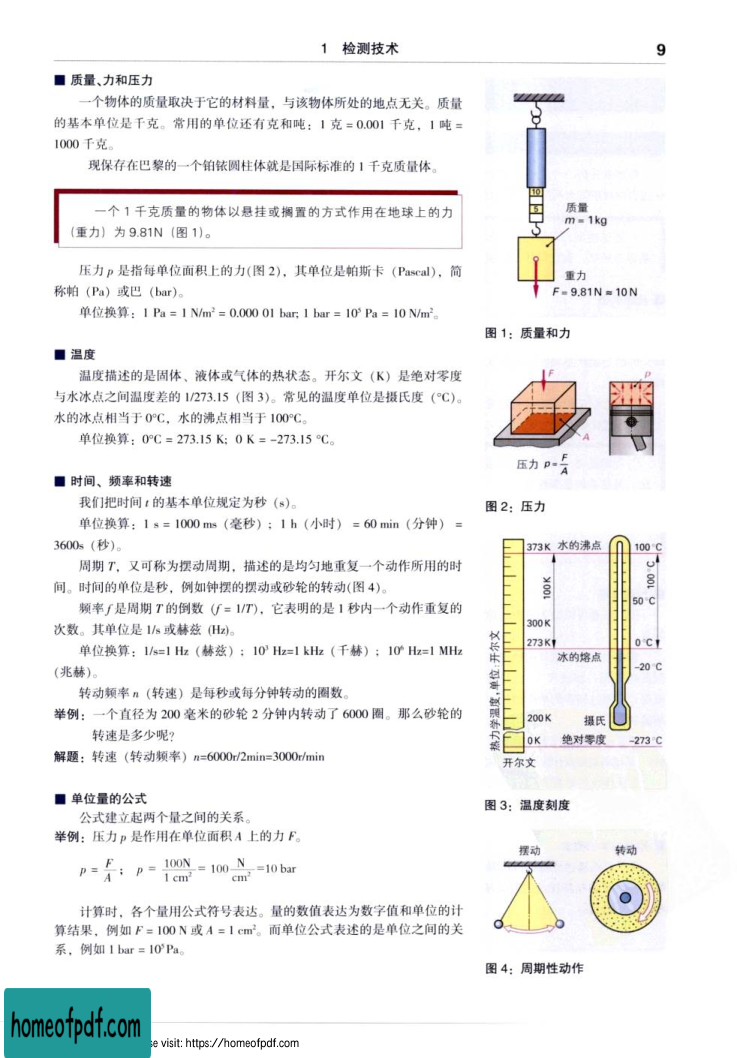 1 检测技术
9
■ 质量、力和压力
一个物体的质量取决于它的材料量，与该物体所处的地点无关。质量
的基本单位是千克。常用的单位还有克和吨：1 克 = 0.001 千克，1 吨 =
1000 千克。
现保存在巴黎的一个铂铱圆柱体就是国际标准的 1 千克质量体。
一个 1 千克质量的物体以悬挂或搁置的方式作用在地球上的力
（重力）为 9.81N（图 1）。
压力 p 是指每单位面积上的力(图 2)，其单位是帕斯卡（Pascal），简
称帕（Pa）或巴（bar）。
单位换算：1 Pa = 1 N/m² = 0.000 01 bar; 1 bar = 10⁵ Pa = 10 N/m²。
■ 温度
温度描述的是固体、液体或气体的热状态。开尔文（K）是绝对零度
与水冰点之间温度差的 1/273.15（图 3）。常见的温度单位是摄氏度（°C）。
水的冰点相当于 0°C，水的沸点相当于 100°C。
单位换算：0°C = 273.15 K; 0 K = -273.15 °C。
■ 时间、频率和转速
我们把时间 t 的基本单位规定为秒（s）。
单位换算：1 s = 1000 ms（毫秒）；1 h（小时） = 60 min（分钟） =
3600s（秒）。
周期 T，又可称为摆动周期，描述的是均匀地重复一个动作所用的时
间。时间的单位是秒，例如钟摆的摆动或砂轮的转动(图 4)。
频率 f 是周期 T 的倒数（f = 1/T），它表明的是 1 秒内一个动作重复的
次数。其单位是 1/s 或赫兹 (Hz)。
单位换算：1/s=1 Hz（赫兹）；10³ Hz=1 kHz（千赫）；10⁶ Hz=1 MHz
（兆赫）。
转动频率 n（转速）是每秒或每分钟转动的圈数。
举例：一个直径为 200 毫米的砂轮 2 分钟内转动了 6000 圈。那么砂轮的
转速是多少呢?
解题：转速（转动频率）n=6000r/2min=3000r/min
■ 单位量的公式
公式建立起两个量之间的关系。
举例：压力 p 是作用在单位面积 A 上的力 F。
p = F/A； p = 100N/1 cm² = 100 N/cm² =10 bar
计算时，各个量用公式符号表达。量的数值表达为数字值和单位的计
算结果，例如 F = 100 N 或 A = 1 cm²。而单位公式表述的是单位之间的关
系，例如 1 bar = 10⁵ Pa。
10
5
质量
m = 1kg
重力
F = 9.81N ≈ 10N
图 1：质量和力
F
p
A
压力 p = F/A
图 2：压力
373K 水的沸点 100 °C
100K
100 °C
50 °C
300K
273K
0 °C
冰的熔点
-20 °C
热力学温度，单位：开尔文
200K
摄氏
0K 绝对零度 -273 °C
开尔文
图 3：温度刻度
摆动
转动
图 4：周期性动作
homeofpdf.com
se visit: https://homeofpdf.com